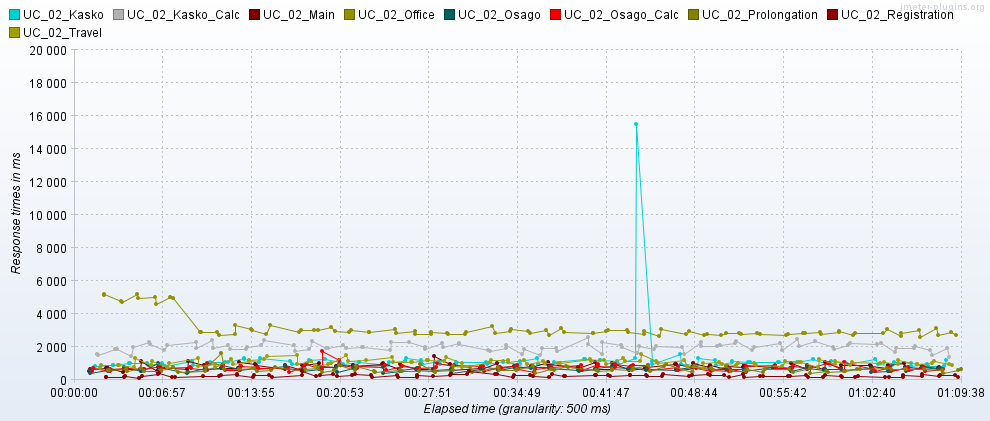 UC_02_Kasko UC_02_Kasko_Calc UC_02_Main UC_02_Office UC_02_Osago UC_02_Osago_Calc UC_02_Prolongation UC_02_Registration
UC_02_Travel
jmeter-plugins.org
20 000
18 000
16 000
14 000
12 000
10 000
8 000
6 000
4 000
2 000
0
Response times in ms
00:00:00 00:06:57 00:13:55 00:20:53 00:27:51 00:34:49 00:41:47 00:48:44 00:55:42 01:02:40 01:09:38
Elapsed time (granularity: 500 ms)